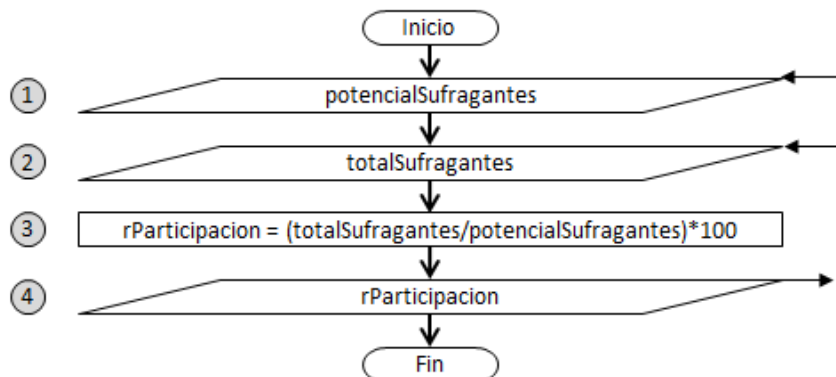 Inicio
1
potencialSufragantes
2
totalSufragantes
3
rParticipacion = (totalSufragantes/potencialSufragantes)*100
4
rParticipacion
Fin